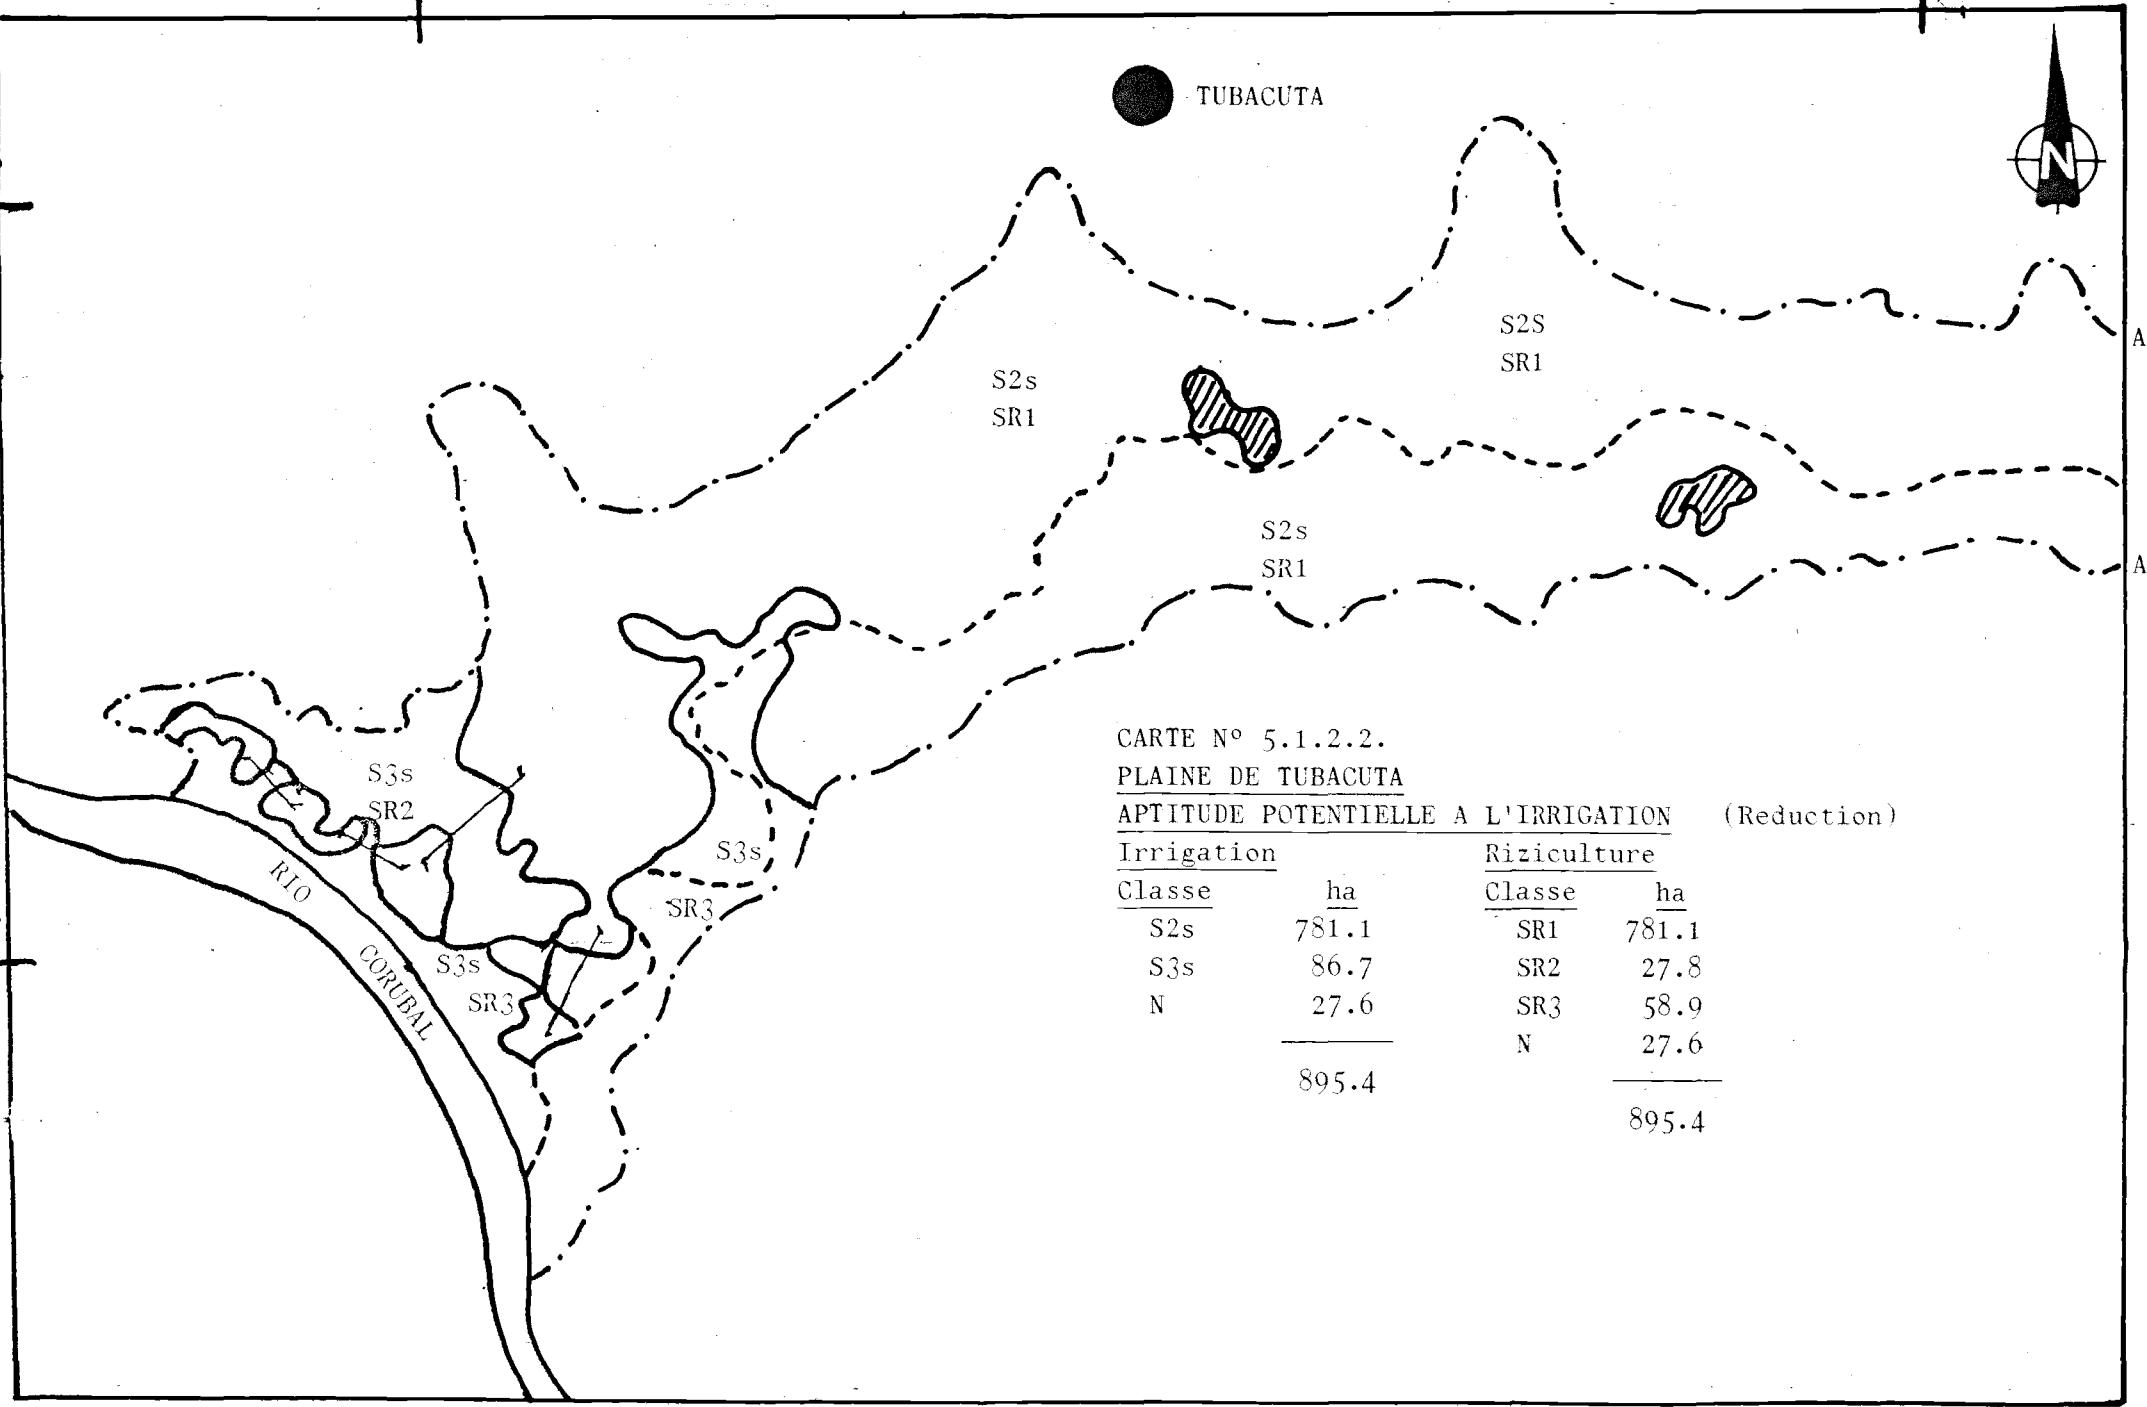 TUBACUTA
N
A
S2S
SR1
S2s
SR1
S2s
SR1
A
S3s
SR2
S3s
SR3
S3s
SR3
RIO
CORUBAL
CARTE Nº 5.1.2.2.
PLAINE DE TUBACUTA
APTITUDE POTENTIELLE A L'IRRIGATION (Reduction)
Irrigation Riziculture
Classe ha Classe ha
S2s 781.1 SR1 781.1
S3s 86.7 SR2 27.8
N 27.6 SR3 58.9
N 27.6
895.4
895.4